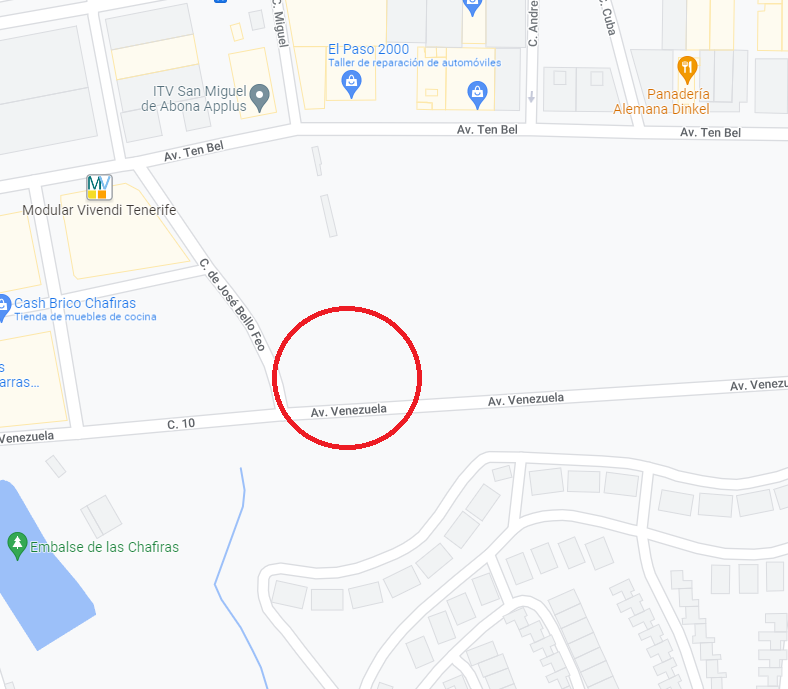 C. Miguel
C. Andre
C. Cuba
El Paso 2000
Taller de reparación de automóviles
ITV San Miguel
de Abona Applus
Panadería
Alemana Dinkel
Av. Ten Bel
Av. Ten Bel
Av. Ten Bel
MV
Modular Vivendi Tenerife
C. de José Bello Feo
Cash Brico Chafiras
Tienda de muebles de cocina
s
arras...
Av. Venezu
Av. Venezuela
Av. Venezuela
C. 10
Venezuela
Embalse de las Chafiras